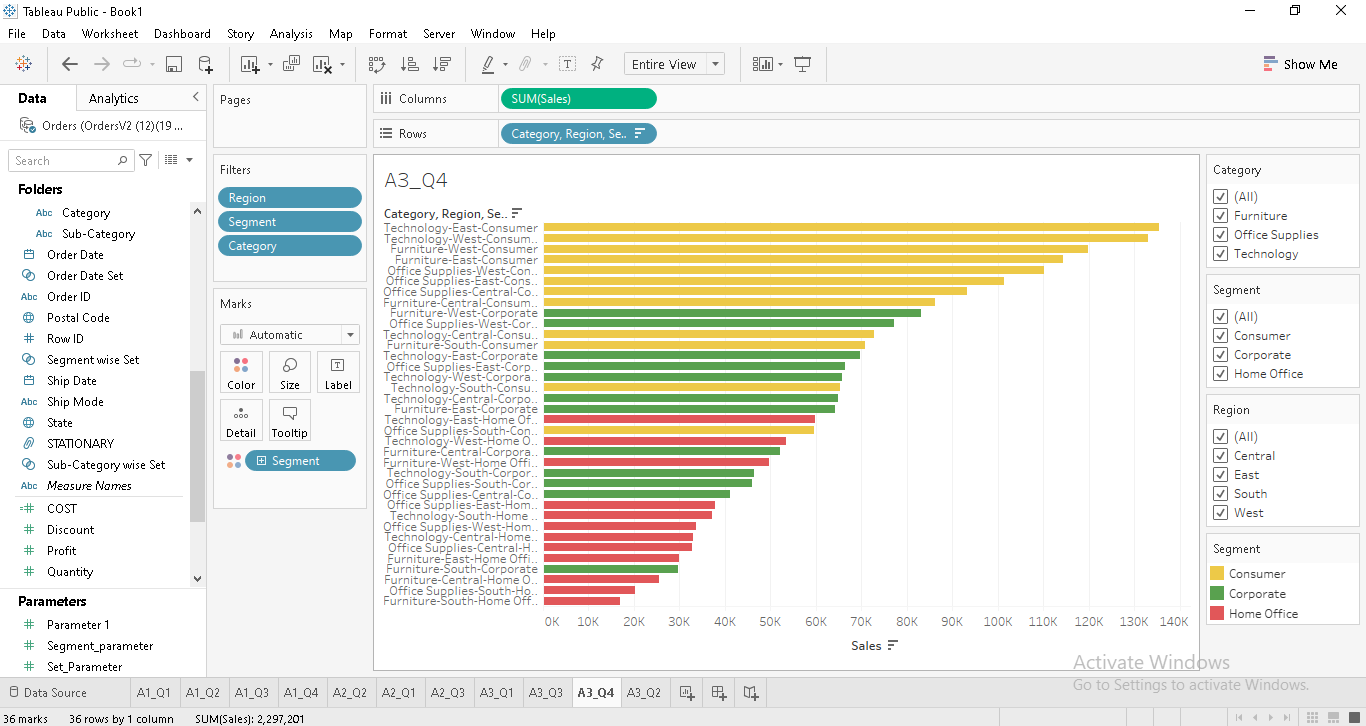 Tableau Public - Book1
File Data Worksheet Dashboard Story Analysis Map Format Server Window Help
Entire View
Show Me
Data Analytics
Orders (OrdersV2 (12)(19 ...
Search
Folders
Abc Category
Abc Sub-Category
Order Date
Order Date Set
Abc Order ID
Postal Code
Row ID
Segment wise Set
Ship Date
Abc Ship Mode
State
STATIONARY
Sub-Category wise Set
Abc Measure Names
COST
Discount
Profit
Quantity
Parameters
Parameter 1
Segment_parameter
Set_Parameter
Pages
Filters
Region
Segment
Category
Marks
Automatic
Color Size Label
Detail Tooltip
Segment
Columns SUM(Sales)
Rows Category, Region, Se..
A3_Q4
Category, Region, Se..
Technology-East-Consumer
Technology-West-Consum..
Furniture-West-Consumer
Furniture-East-Consumer
Office Supplies-West-Con..
Office Supplies-East-Cons..
Office Supplies-Central-Co..
Furniture-Central-Consum..
Furniture-West-Corporate
Office Supplies-West-Cor..
Technology-Central-Consu..
Furniture-South-Consumer
Technology-East-Corporate
Office Supplies-East-Corp..
Technology-West-Corpora..
Technology-South-Consu..
Technology-Central-Corpo..
Furniture-East-Corporate
Technology-East-Home Of..
Office Supplies-South-Con..
Technology-West-Home O..
Furniture-Central-Corpora..
Furniture-West-Home Offi..
Technology-South-Corpor..
Office Supplies-South-Cor..
Office Supplies-Central-Co..
Office Supplies-East-Hom..
Technology-South-Home ..
Office Supplies-West-Hom..
Technology-Central-Home..
Office Supplies-Central-H..
Furniture-East-Home Offi..
Furniture-South-Corporate
Furniture-Central-Home O..
Office Supplies-South-Ho..
Furniture-South-Home Off..
0K 10K 20K 30K 40K 50K 60K 70K 80K 90K 100K 110K 120K 130K 140K
Sales
Category
(All)
Furniture
Office Supplies
Technology
Segment
(All)
Consumer
Corporate
Home Office
Region
(All)
Central
East
South
West
Segment
Consumer
Corporate
Home Office
Activate Windows
Go to Settings to activate Windows.
Data Source A1_Q1 A1_Q2 A1_Q3 A1_Q4 A2_Q2 A2_Q1 A2_Q3 A3_Q1 A3_Q3 A3_Q4 A3_Q2
36 marks 36 rows by 1 column SUM(Sales): 2,297,201